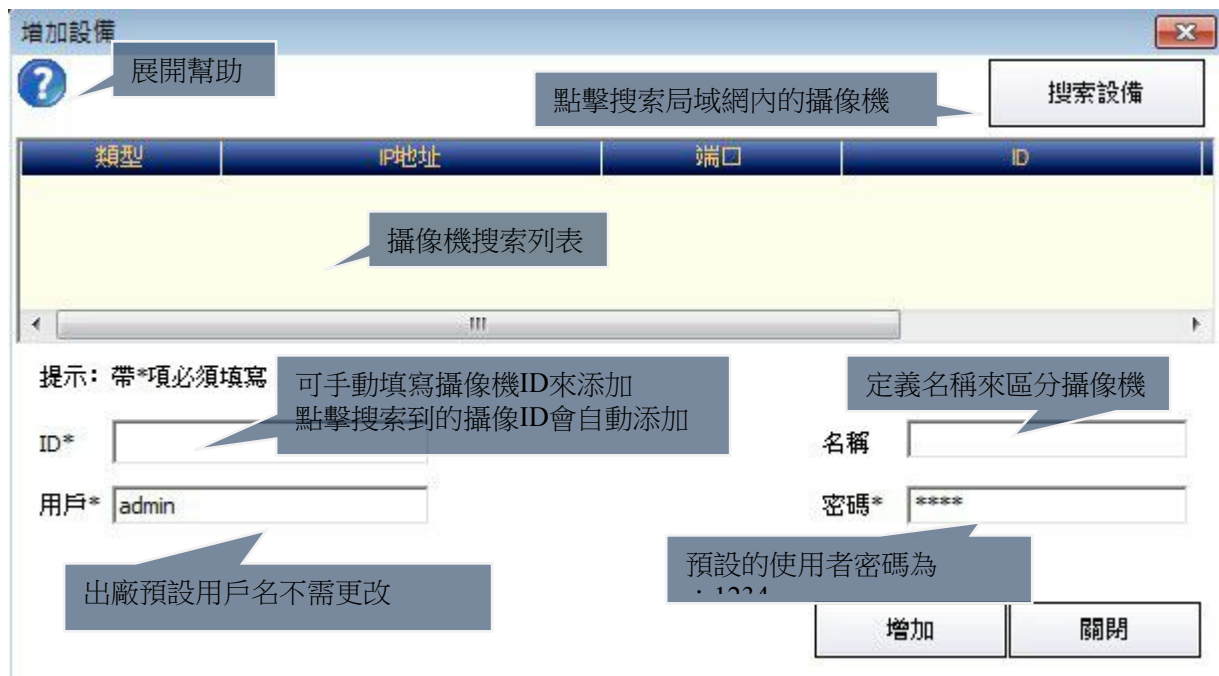 增加設備
展開幫助
點擊搜索局域網內的攝像機
搜索設備
類型 IP地址 端口 ID
攝像機搜索列表
提示：帶*項必須填寫
可手動填寫攝像機ID來添加
點擊搜索到的攝像ID會自動添加
定義名稱來區分攝像機
ID*
名稱
用戶* admin
密碼* ****
出廠預設用戶名不需更改
預設的使用者密碼為
：1234
增加
關閉